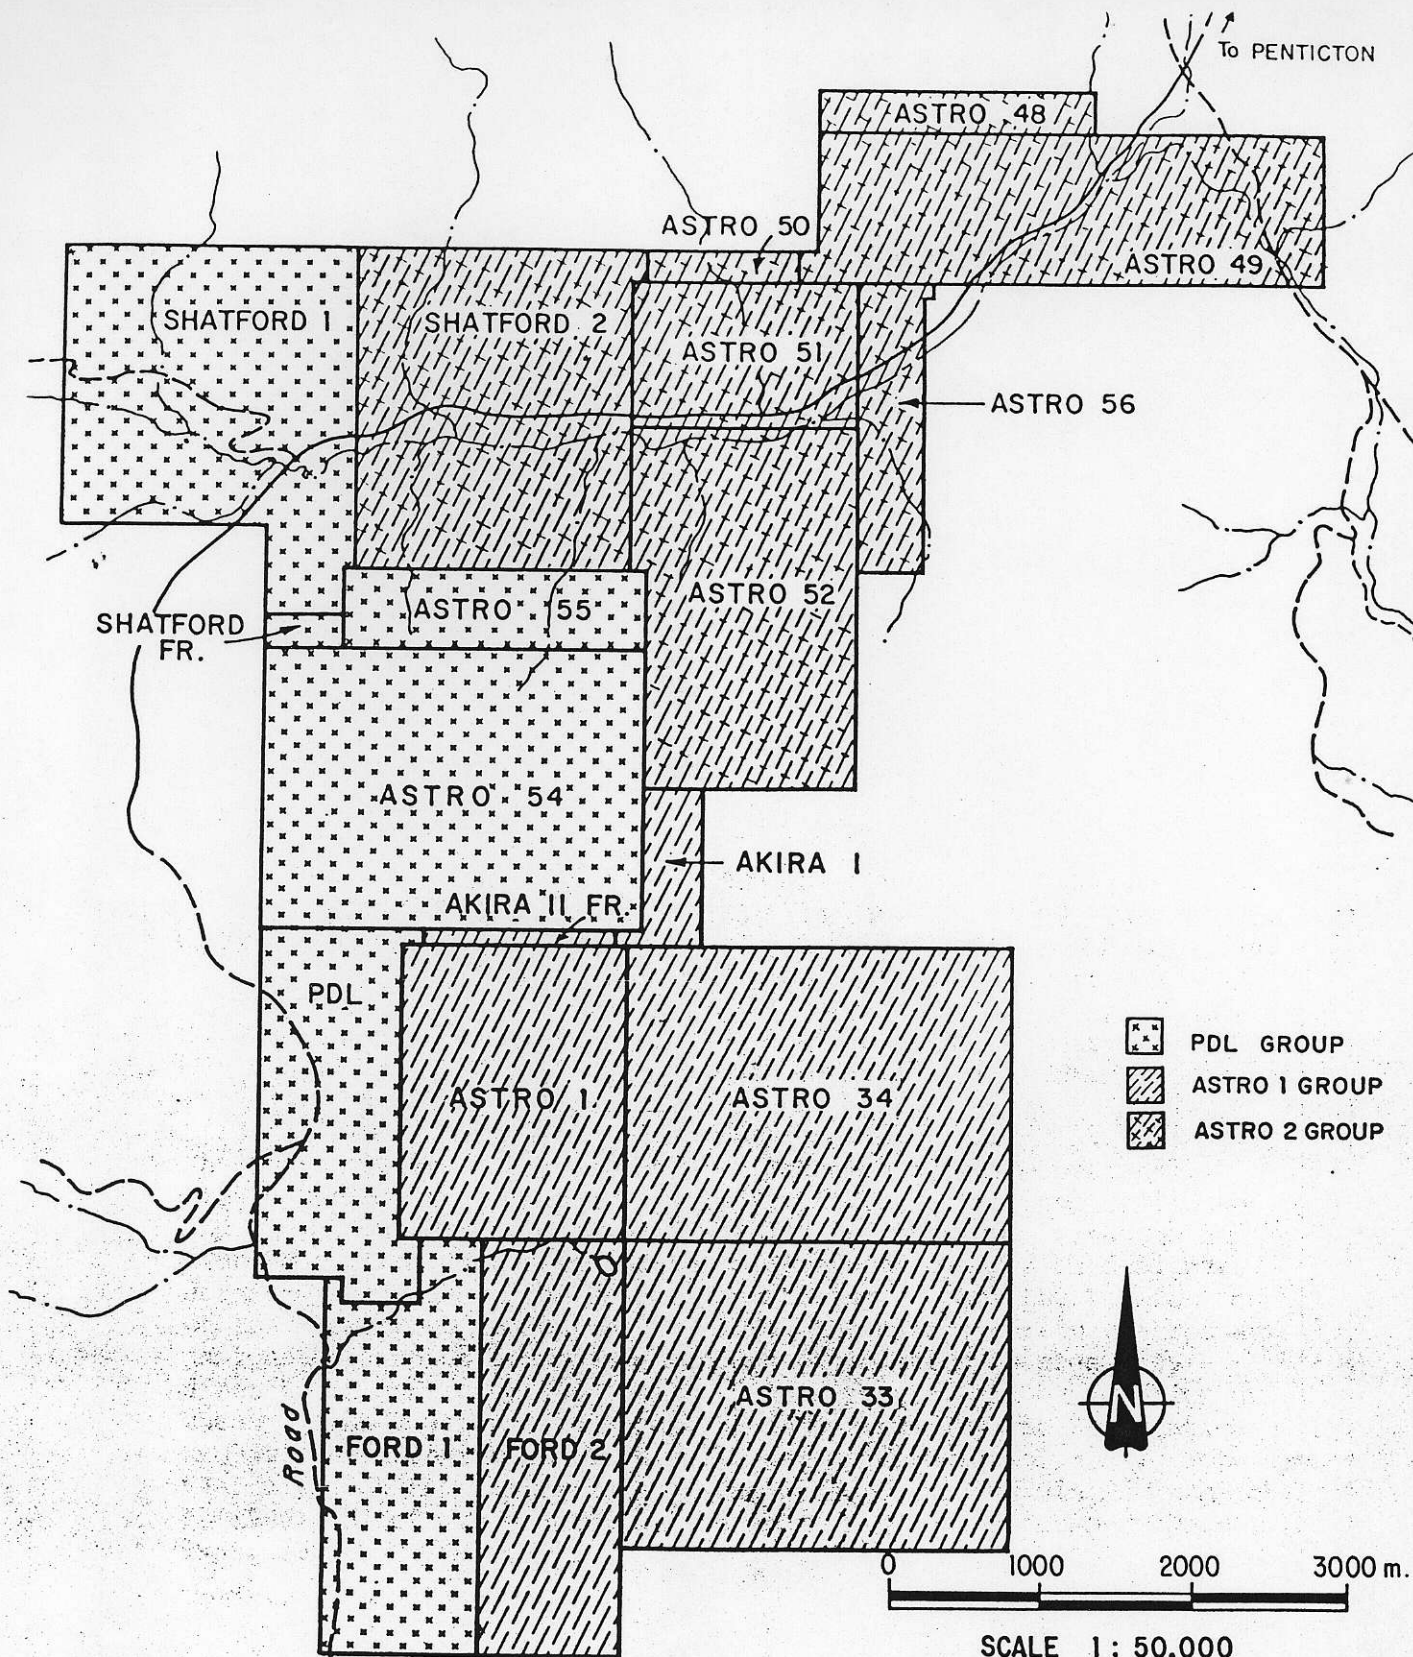 To PENTICTON
ASTRO 48
ASTRO 50
ASTRO 49
SHATFORD 1
SHATFORD 2
ASTRO 51
ASTRO 56
ASTRO 52
ASTRO 55
SHATFORD
FR.
ASTRO 54
AKIRA 1
AKIRA II FR.
PDL
ASTRO 1
ASTRO 34
PDL GROUP
ASTRO 1 GROUP
ASTRO 2 GROUP
N
ASTRO 33
Road
FORD 1
FORD 2
0 1000 2000 3000 m.
SCALE 1: 50,000